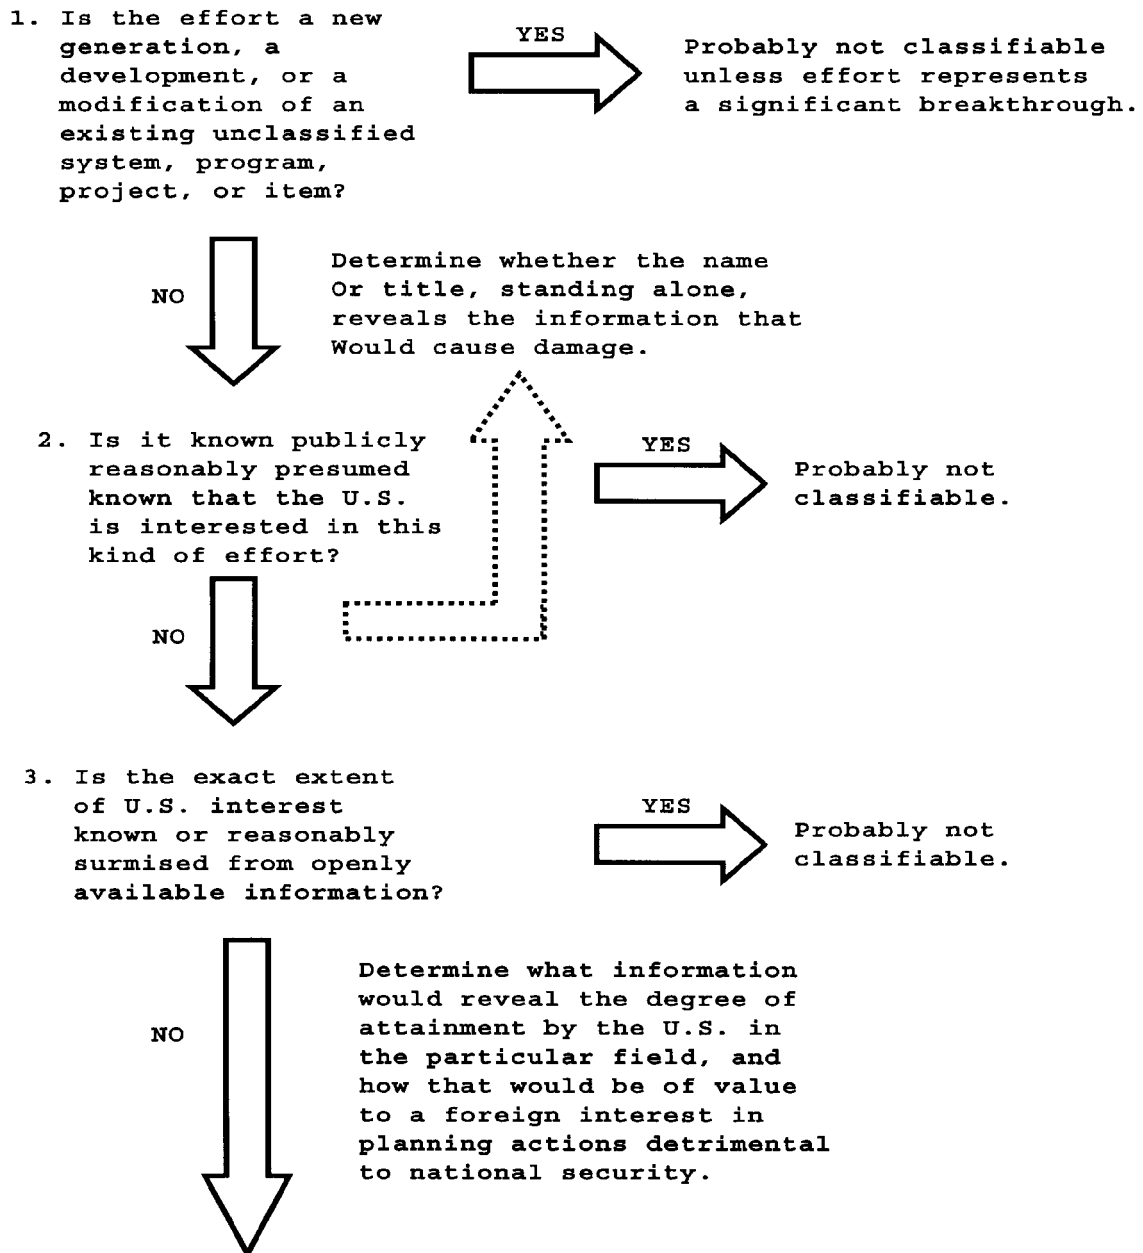 1. Is the effort a new
generation, a
development, or a
modification of an
existing unclassified
system, program,
project, or item?
YES
Probably not classifiable
unless effort represents
a significant breakthrough.
NO
Determine whether the name
Or title, standing alone,
reveals the information that
Would cause damage.
2. Is it known publicly
reasonably presumed
known that the U.S.
is interested in this
kind of effort?
YES
Probably not
classifiable.
NO
3. Is the exact extent
of U.S. interest
known or reasonably
surmised from openly
available information?
YES
Probably not
classifiable.
NO
Determine what information
would reveal the degree of
attainment by the U.S. in
the particular field, and
how that would be of value
to a foreign interest in
planning actions detrimental
to national security.